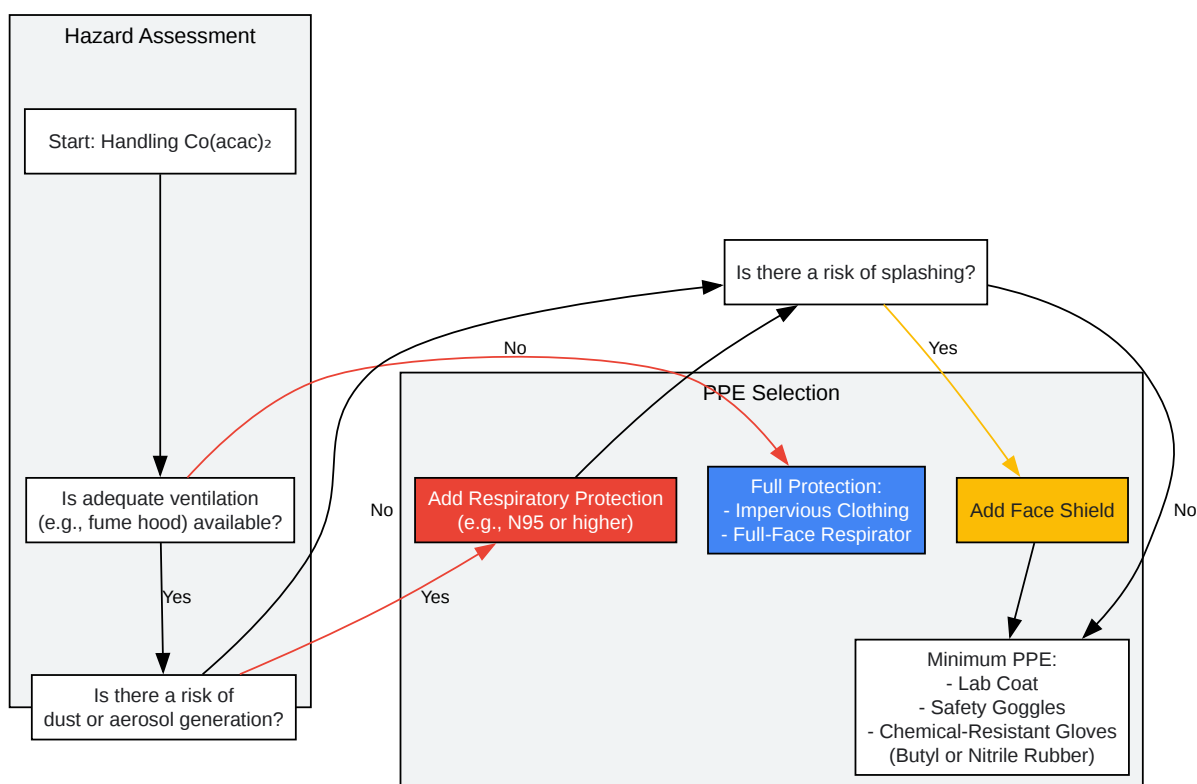 Hazard Assessment
Start: Handling Co(acac)₂
Is there a risk of splashing?
No
Yes
PPE Selection
Is adequate ventilation
(e.g., fume hood) available?
No
Add Respiratory Protection
(e.g., N95 or higher)
Full Protection:
- Impervious Clothing
- Full-Face Respirator
Add Face Shield
No
Yes
Yes
Is there a risk of
dust or aerosol generation?
Minimum PPE:
- Lab Coat
- Safety Goggles
- Chemical-Resistant Gloves
(Butyl or Nitrile Rubber)